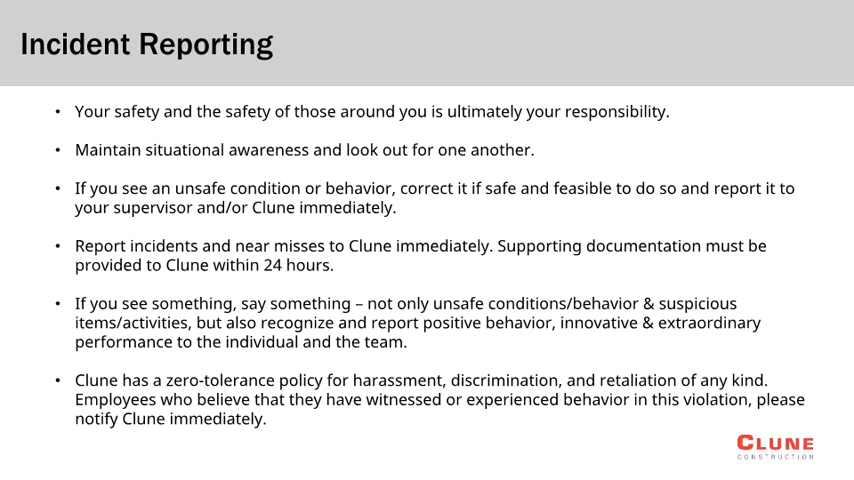 Incident Reporting
• Your safety and the safety of those around you is ultimately your responsibility.
• Maintain situational awareness and look out for one another.
• If you see an unsafe condition or behavior, correct it if safe and feasible to do so and report it to
your supervisor and/or Clune immediately.
• Report incidents and near misses to Clune immediately. Supporting documentation must be
provided to Clune within 24 hours.
• If you see something, say something – not only unsafe conditions/behavior & suspicious
items/activities, but also recognize and report positive behavior, innovative & extraordinary
performance to the individual and the team.
• Clune has a zero-tolerance policy for harassment, discrimination, and retaliation of any kind.
Employees who believe that they have witnessed or experienced behavior in this violation, please
notify Clune immediately.
CLUNE
CONSTRUCTION